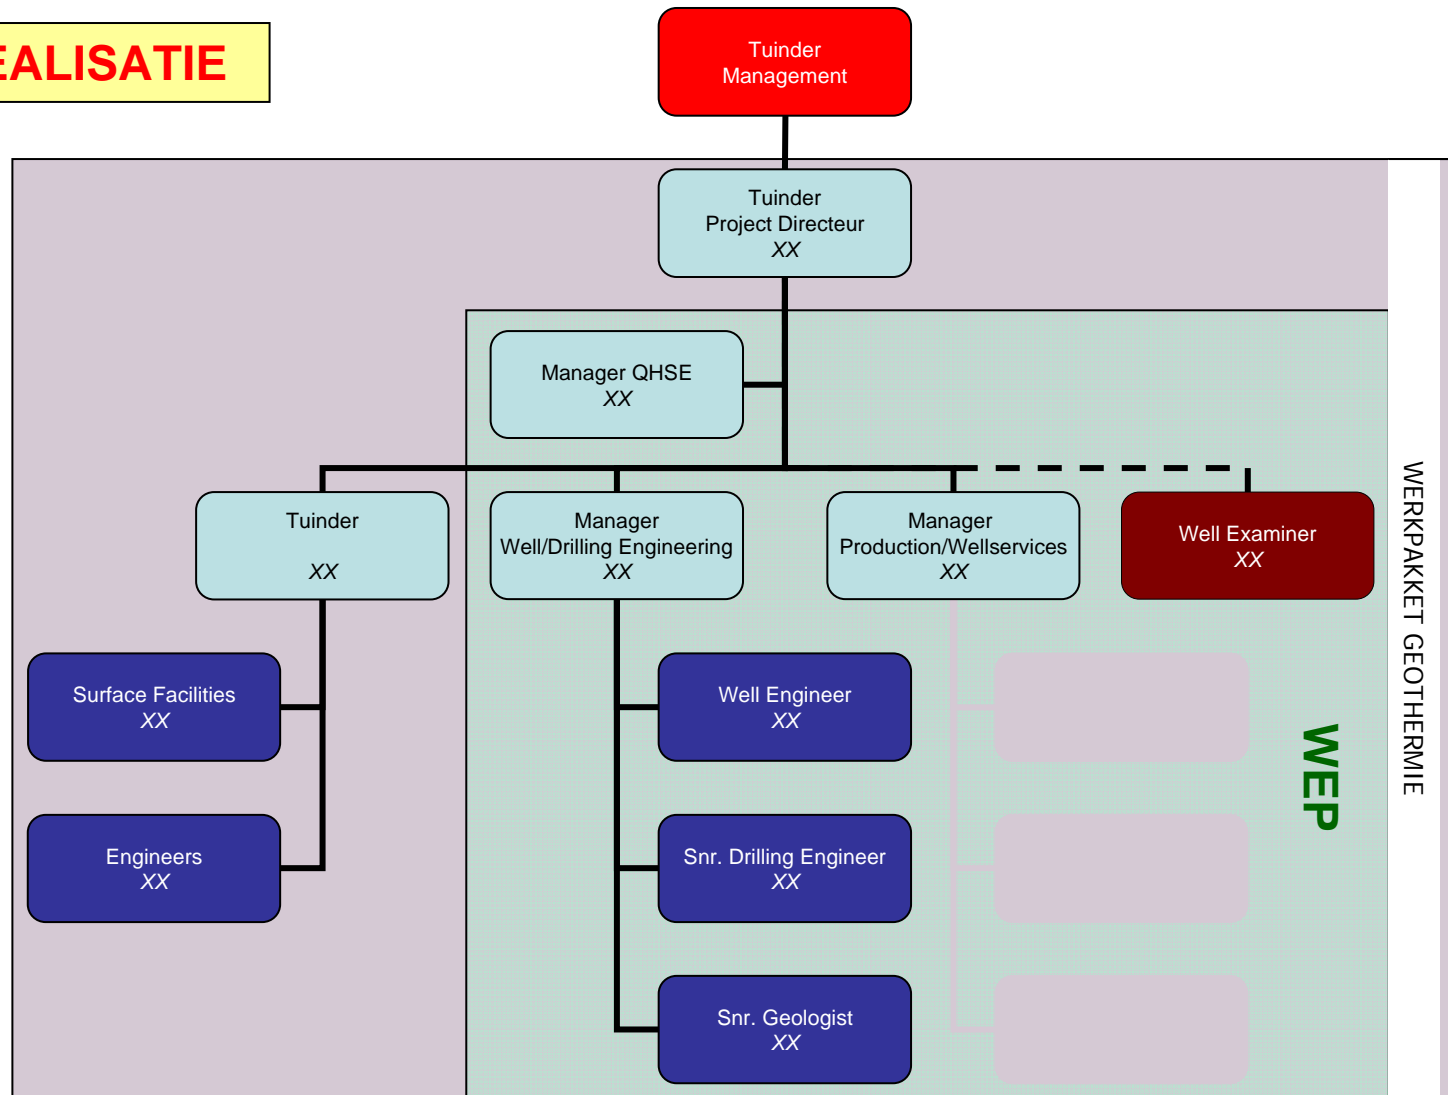 EALISATIE
Tuinder
Management
Tuinder
Project Directeur
XX
Manager QHSE
XX
Tuinder
XX
Manager
Well/Drilling Engineering
XX
Manager
Production/Wellservices
XX
Well Examiner
XX
Surface Facilities
XX
Well Engineer
XX
Engineers
XX
Snr. Drilling Engineer
XX
Snr. Geologist
XX
WEP
WERKPAKKET GEOTHERMIE